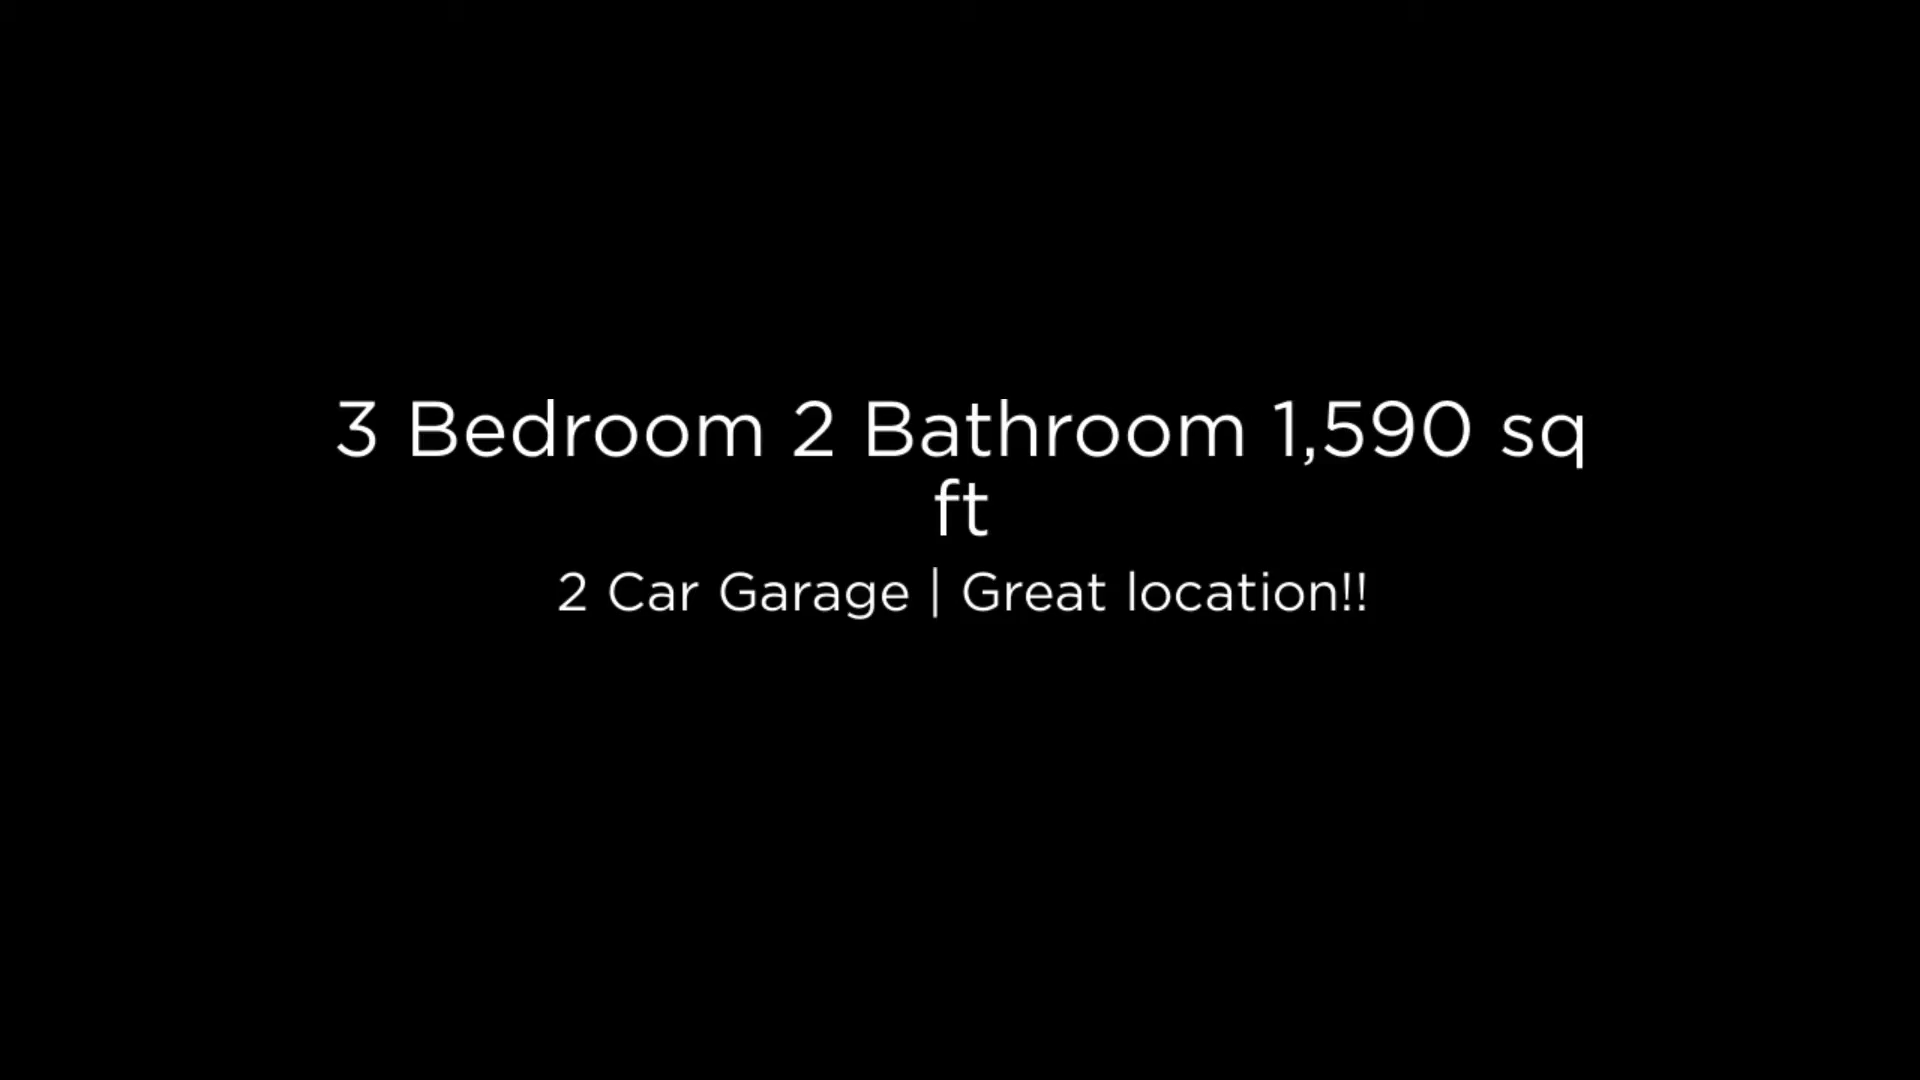 3 Bedroom 2 Bathroom 1,590 sq
ft
2 Car Garage | Great location!!